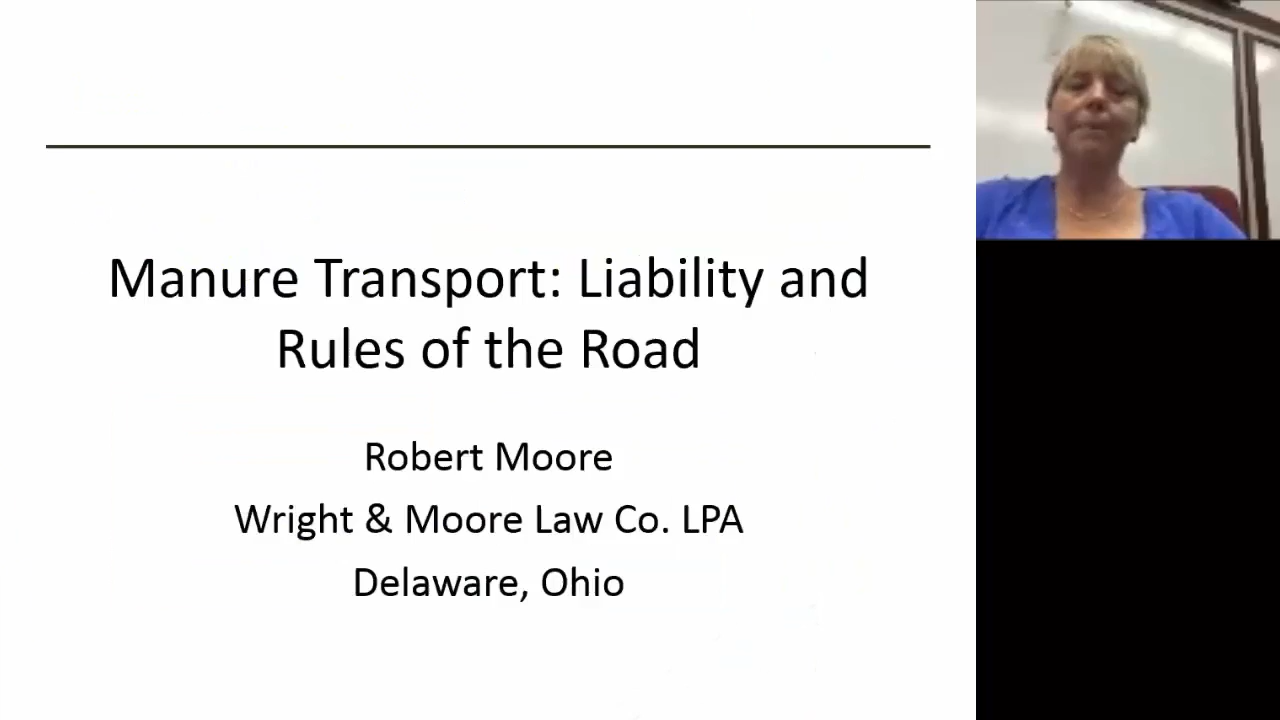 Manure Transport: Liability and
Rules of the Road
Robert Moore
Wright & Moore Law Co. LPA
Delaware, Ohio